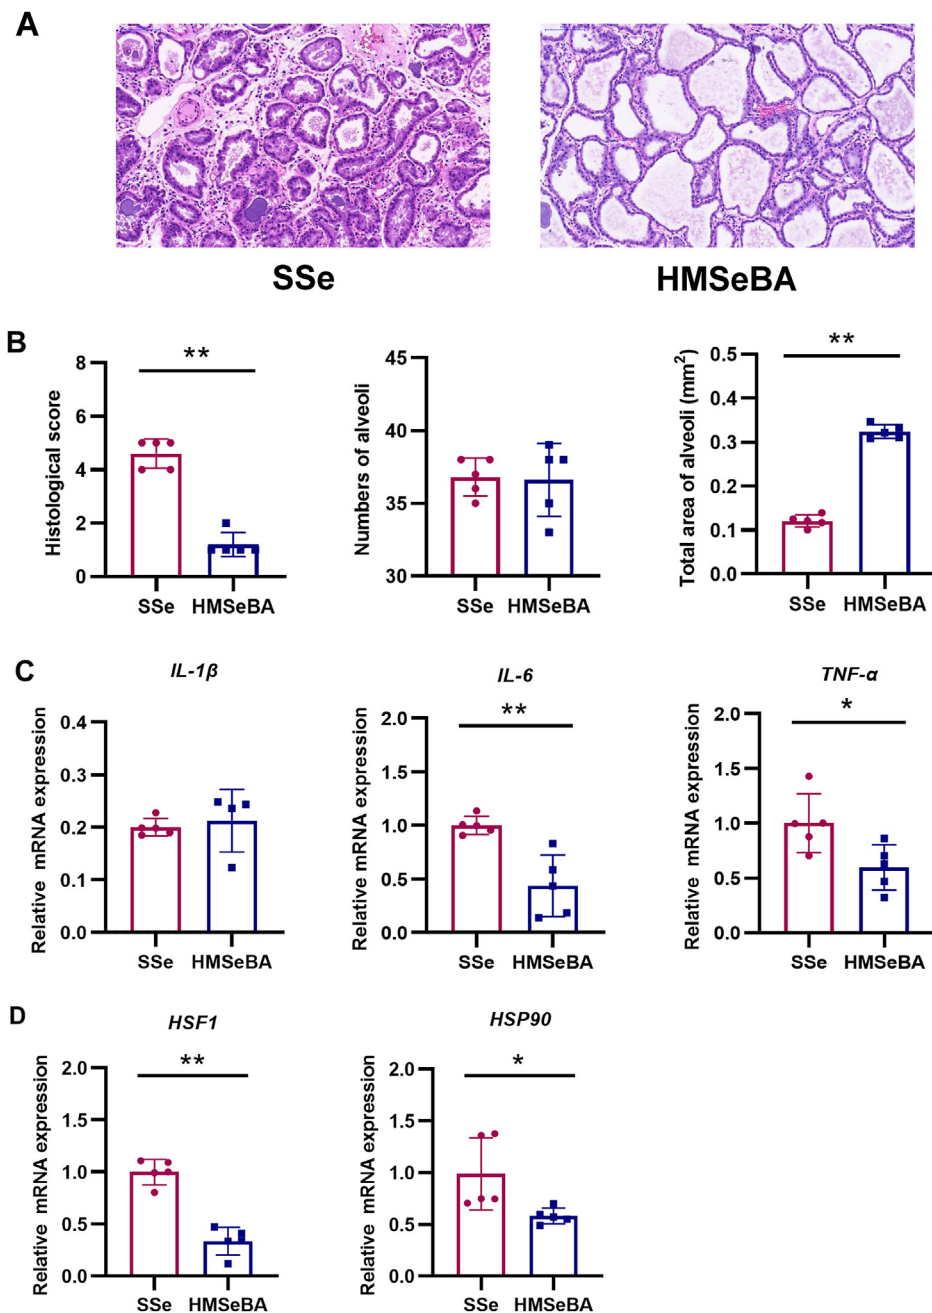 A
SSe HMSeBA
B
Histological score
8
6
4
2
0
**
SSe HMSeBA
Numbers of alveoli
45
40
35
30
SSe HMSeBA
Total area of alveoli (mm²)
0.5
0.4
0.3
0.2
0.1
0.0
**
SSe HMSeBA
C
IL-1β
Relative mRNA expression
0.4
0.3
0.2
0.1
0.0
SSe HMSeBA
IL-6
Relative mRNA expression
2.0
1.5
1.0
0.5
0.0
**
SSe HMSeBA
TNF-α
Relative mRNA expression
2.0
1.5
1.0
0.5
0.0
*
SSe HMSeBA
D
HSF1
Relative mRNA expression
2.0
1.5
1.0
0.5
0.0
**
SSe HMSeBA
HSP90
Relative mRNA expression
2.0
1.5
1.0
0.5
0.0
*
SSe HMSeBA